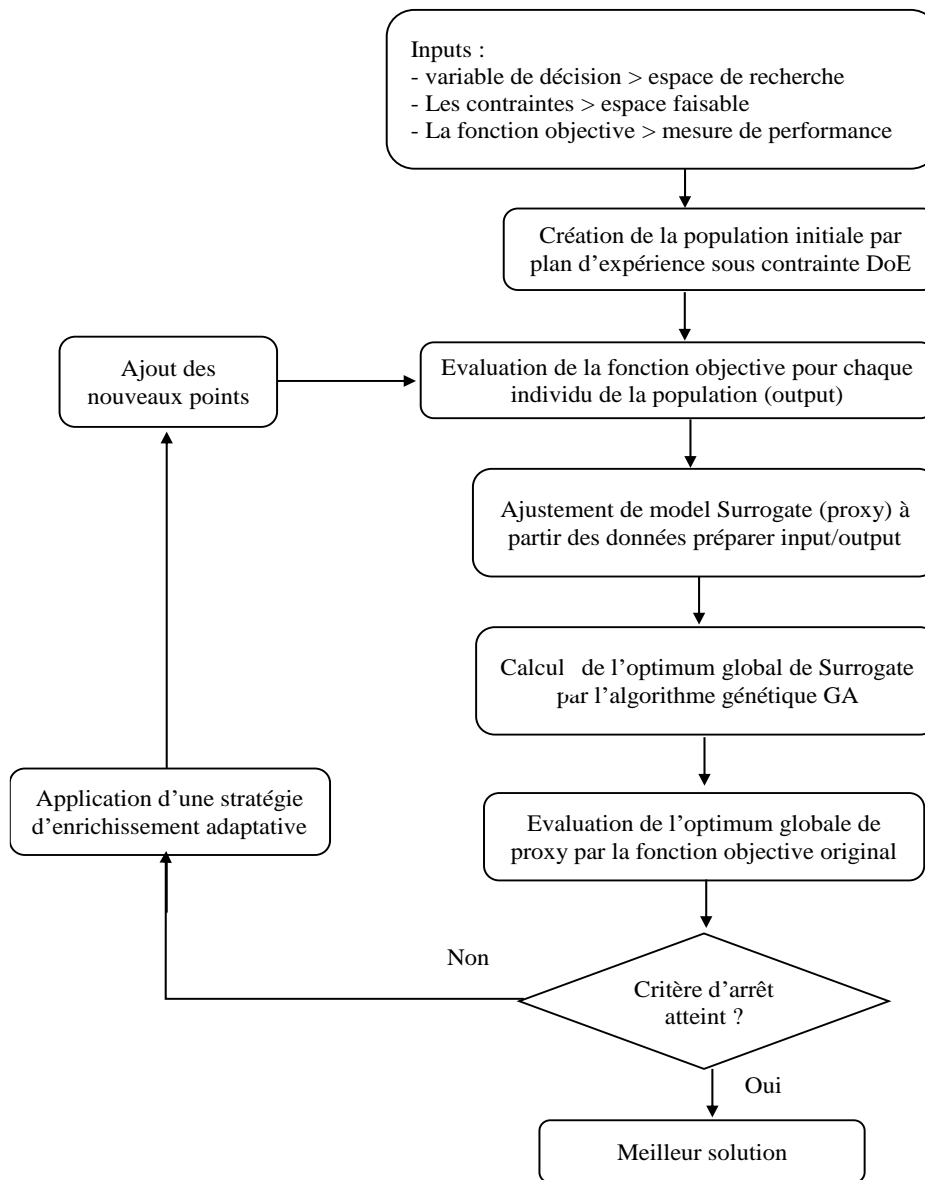 Inputs :
- variable de décision > espace de recherche
- Les contraintes > espace faisable
- La fonction objective > mesure de performance
Création de la population initiale par
plan d’expérience sous contrainte DoE
Ajout des
nouveaux points
Evaluation de la fonction objective pour chaque
individu de la population (output)
Ajustement de model Surrogate (proxy) à
partir des données préparer input/output
Calcul de l’optimum global de Surrogate
par l’algorithme génétique GA
Application d’une stratégie
d’enrichissement adaptative
Evaluation de l’optimum globale de
proxy par la fonction objective original
Non
Critère d’arrêt
atteint ?
Oui
Meilleur solution